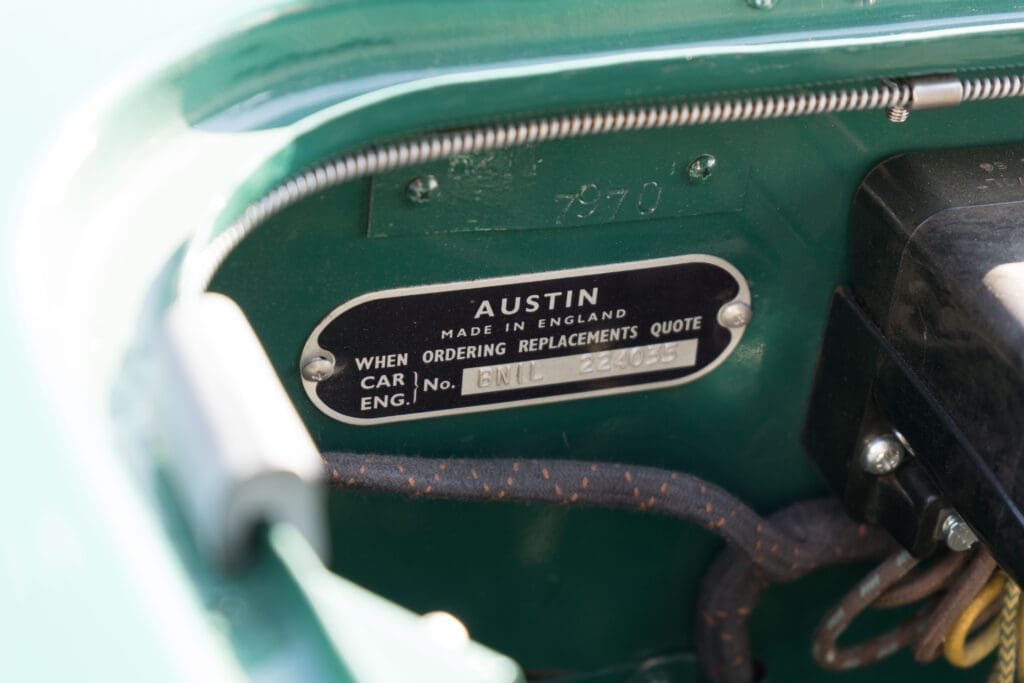 7970
AUSTIN
MADE IN ENGLAND
WHEN ORDERING REPLACEMENTS QUOTE
CAR
ENG. } No. BN1L 224035